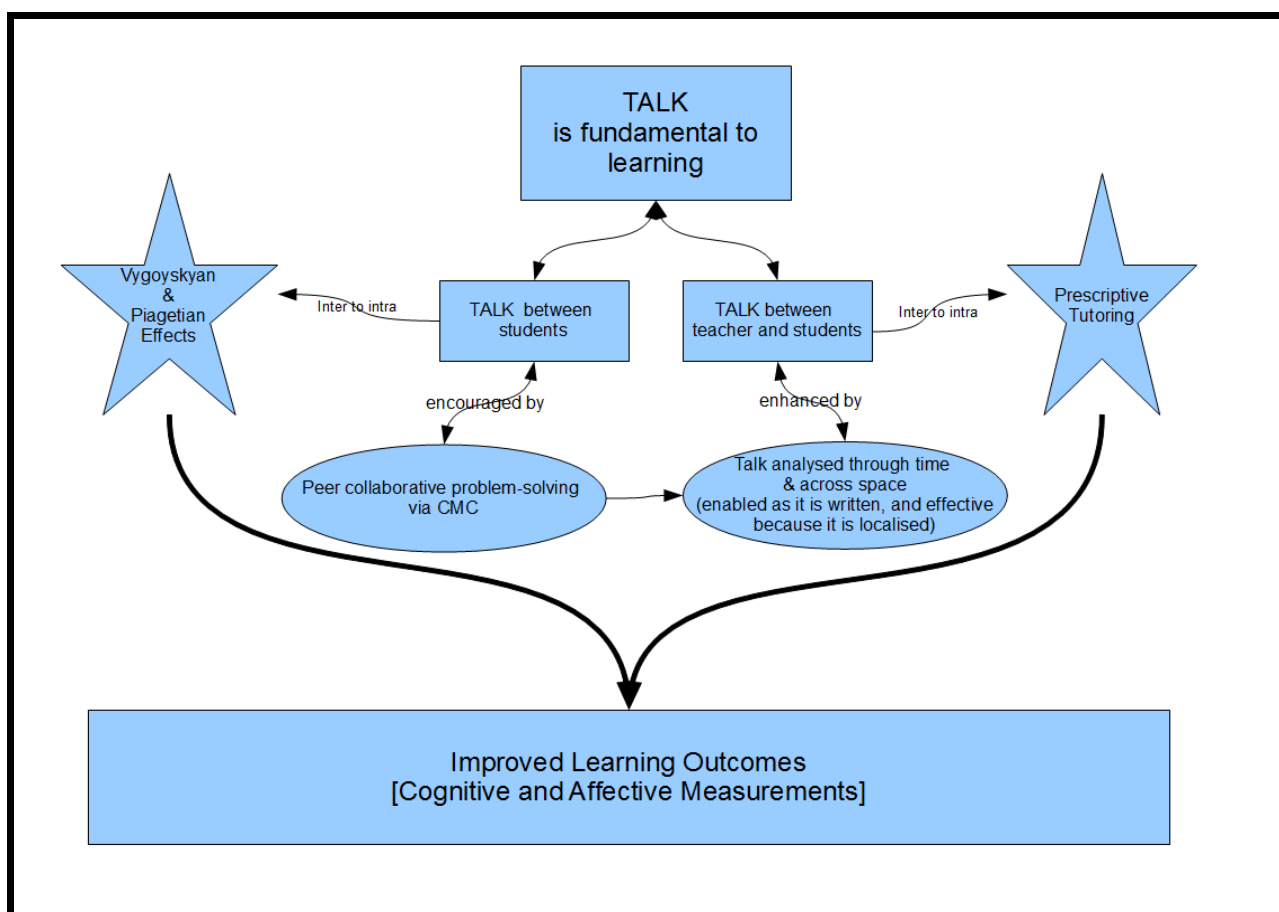 TALK
is fundamental to
learning
Vygoyskyan
&
Piagetian
Effects
Inter to intra
TALK between
students
TALK between
teacher and students
Inter to intra
Prescriptive
Tutoring
encouraged by
enhanced by
Peer collaborative problem-solving
via CMC
Talk analysed through time
& across space
(enabled as it is written, and effective
because it is localised)
Improved Learning Outcomes
[Cognitive and Affective Measurements]